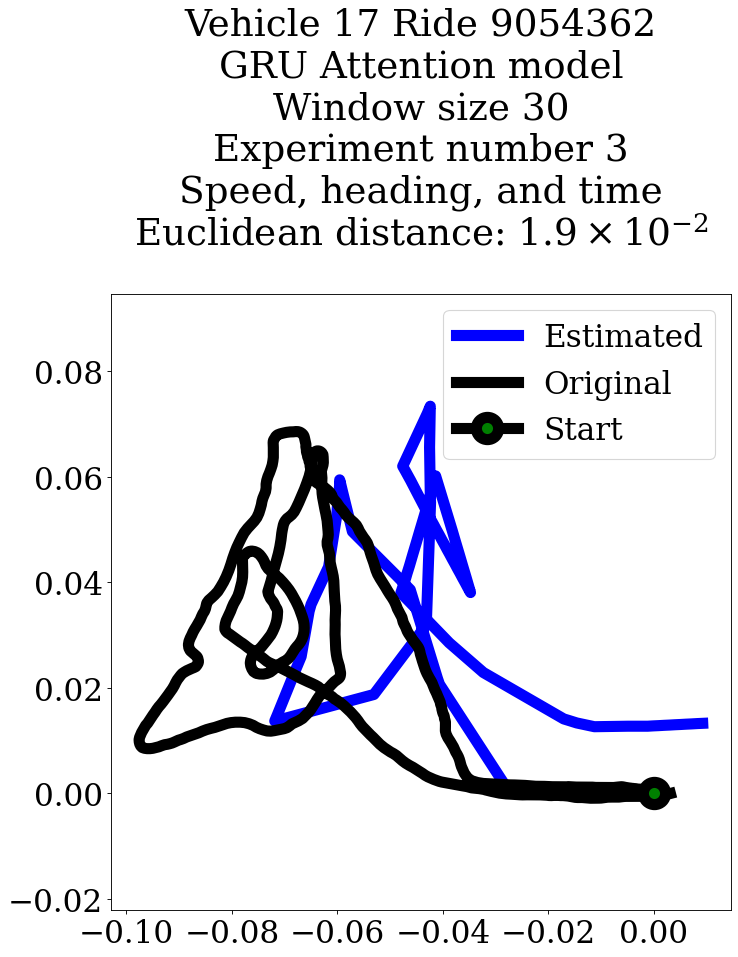 Vehicle 17 Ride 9054362
GRU Attention model
Window size 30
Experiment number 3
Speed, heading, and time
Euclidean distance: 1.9 × 10⁻²
Estimated
Original
Start
0.08
0.06
0.04
0.02
0.00
−0.02
−0.10 −0.08 −0.06 −0.04 −0.02 0.00